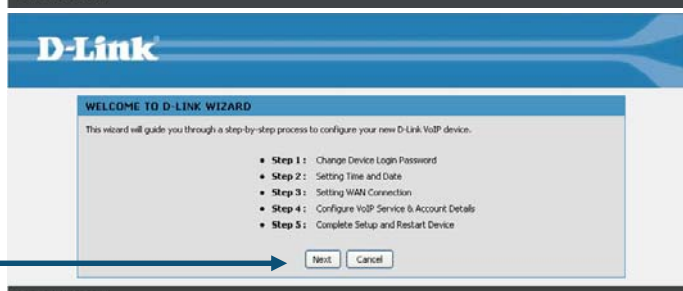 D-Link
WELCOME TO D-LINK WIZARD
This wizard will guide you through a step-by-step process to configure your new D-Link VoIP device.
• Step 1 : Change Device Login Password
• Step 2 : Setting Time and Date
• Step 3 : Setting WAN Connection
• Step 4 : Configure VoIP Service & Account Details
• Step 5 : Complete Setup and Restart Device
Next Cancel